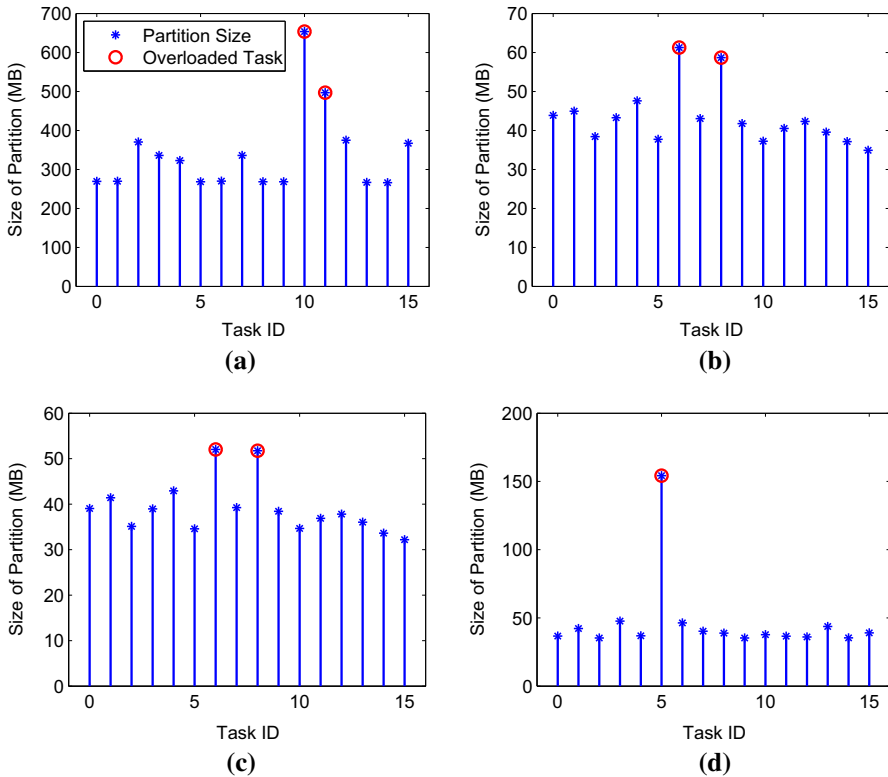 700
600
500
400
300
200
100
0
Size of Partition (MB)
Partition Size
Overloaded Task
0 5 10 15
Task ID
(a)
70
60
50
40
30
20
10
0
Size of Partition (MB)
0 5 10 15
Task ID
(b)
60
50
40
30
20
10
0
Size of Partition (MB)
0 5 10 15
Task ID
(c)
200
150
100
50
0
Size of Partition (MB)
0 5 10 15
Task ID
(d)